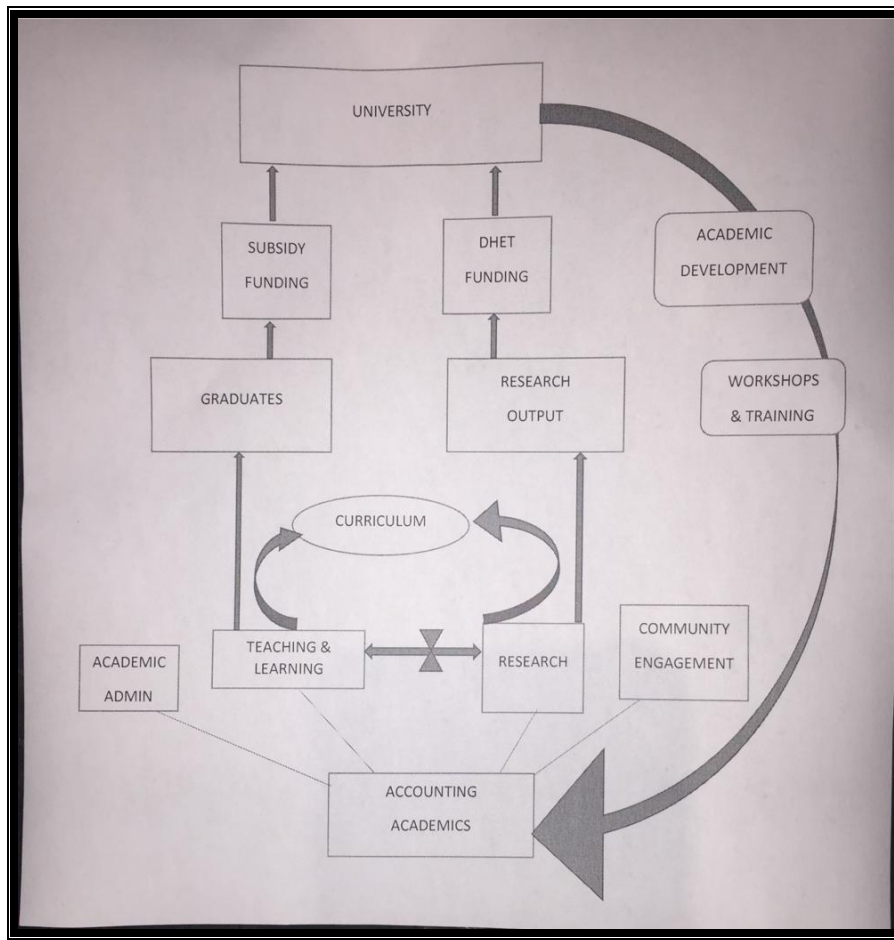 UNIVERSITY
SUBSIDY
FUNDING
DHET
FUNDING
ACADEMIC
DEVELOPMENT
GRADUATES
RESEARCH
OUTPUT
WORKSHOPS
& TRAINING
CURRICULUM
ACADEMIC
ADMIN
TEACHING &
LEARNING
RESEARCH
COMMUNITY
ENGAGEMENT
ACCOUNTING
ACADEMICS